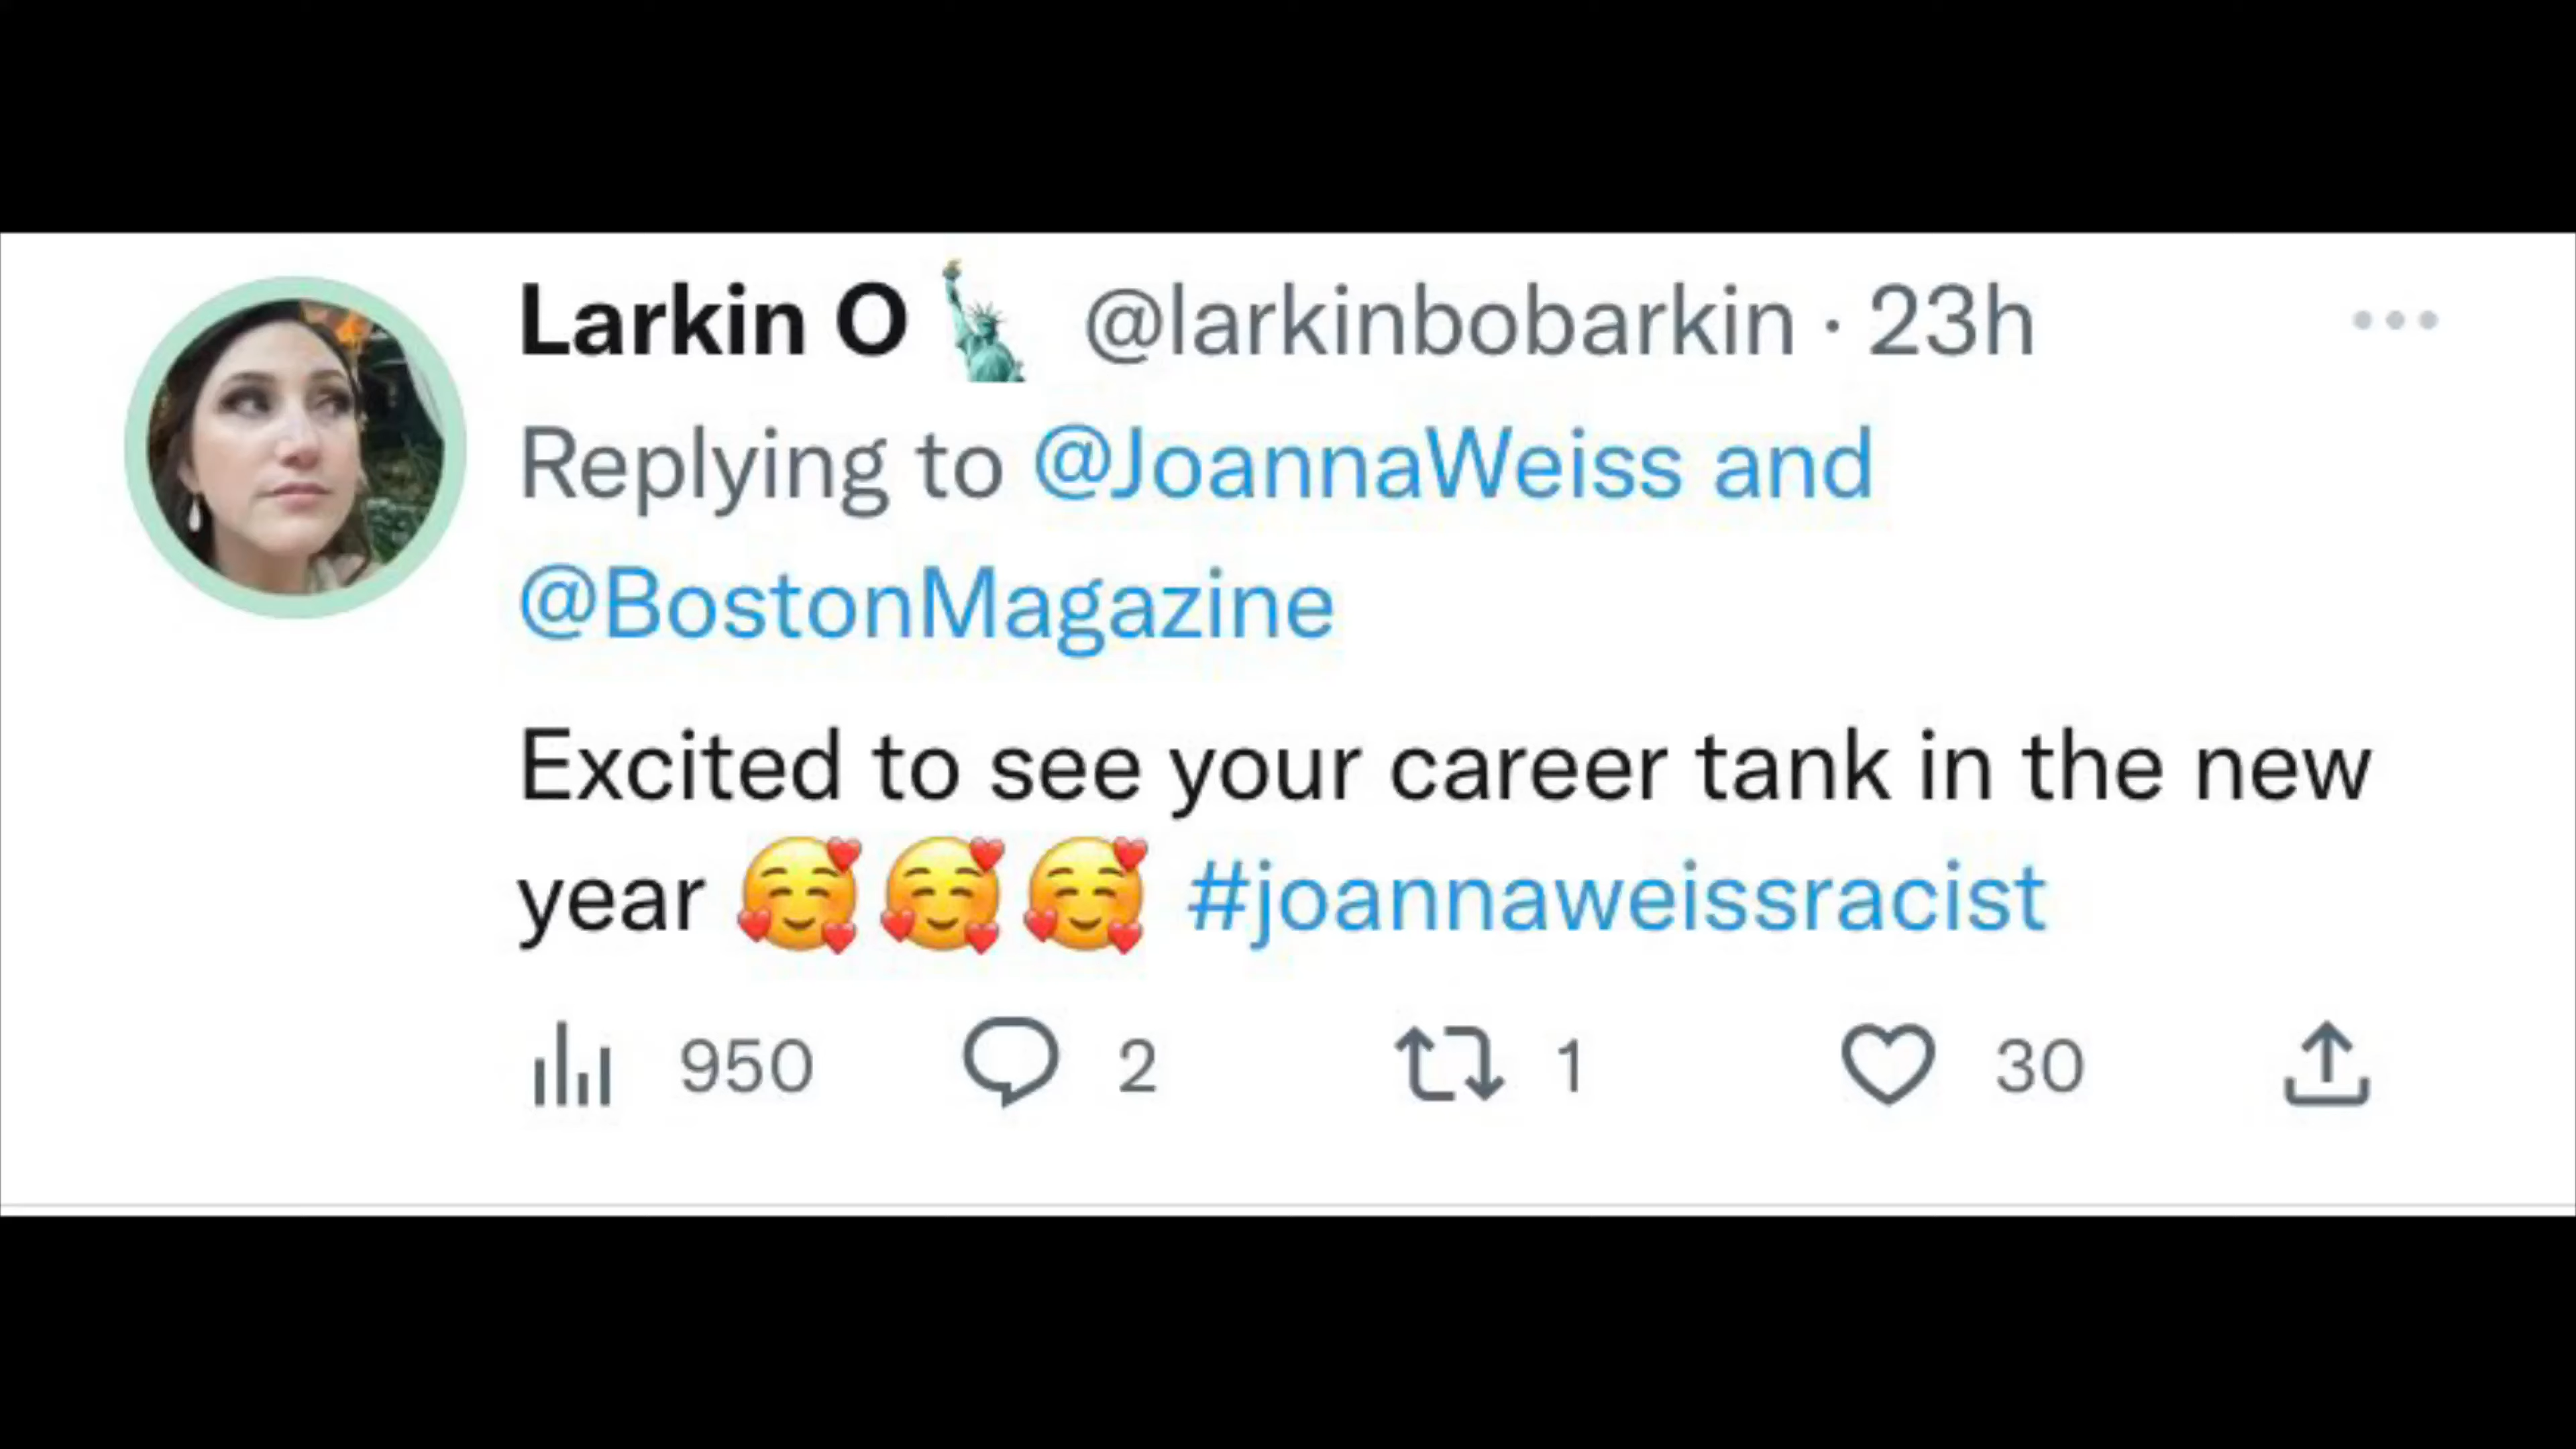 Larkin O🗽 @larkinbobarkin · 23h
Replying to @JoannaWeiss and
@BostonMagazine
Excited to see your career tank in the new
year 🥰🥰🥰 #joannaweissracist
950 2 1 30